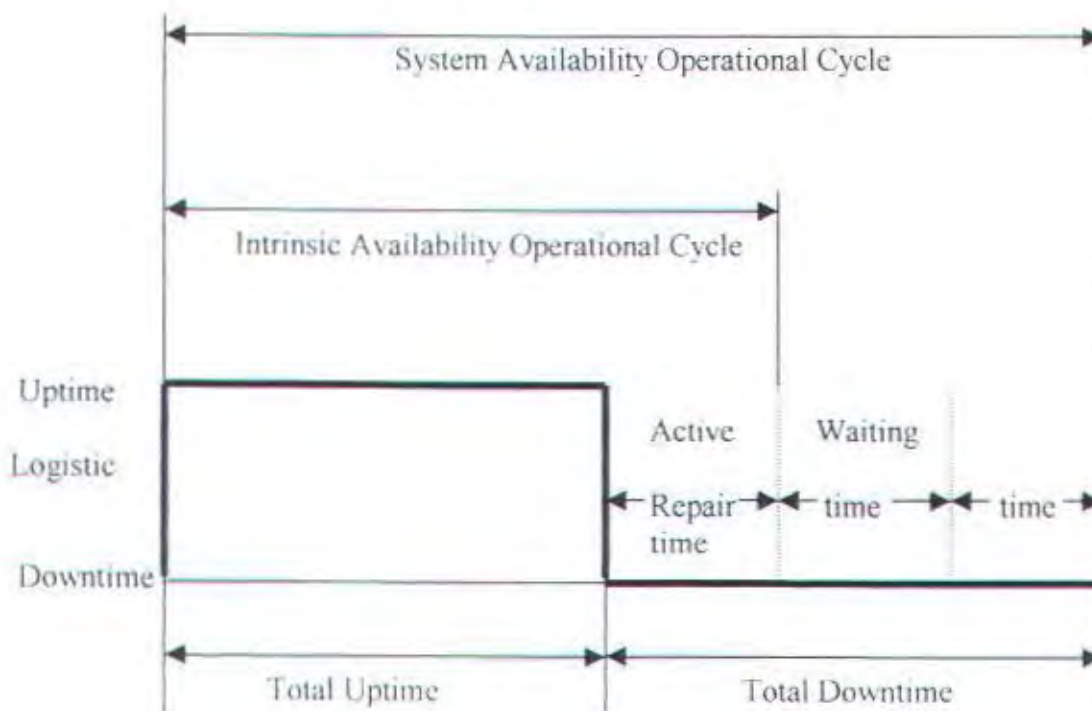 System Availability Operational Cycle
Intrinsic Availability Operational Cycle
Uptime
Active Waiting
Logistic
Repair time time
time
Downtime
Total Uptime Total Downtime